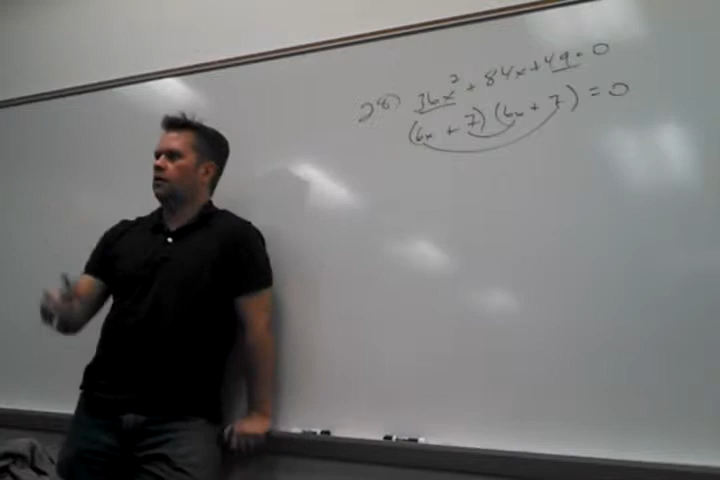 28) 36x² + 84x + 49 = 0
(6x + 7)(6x + 7) = 0